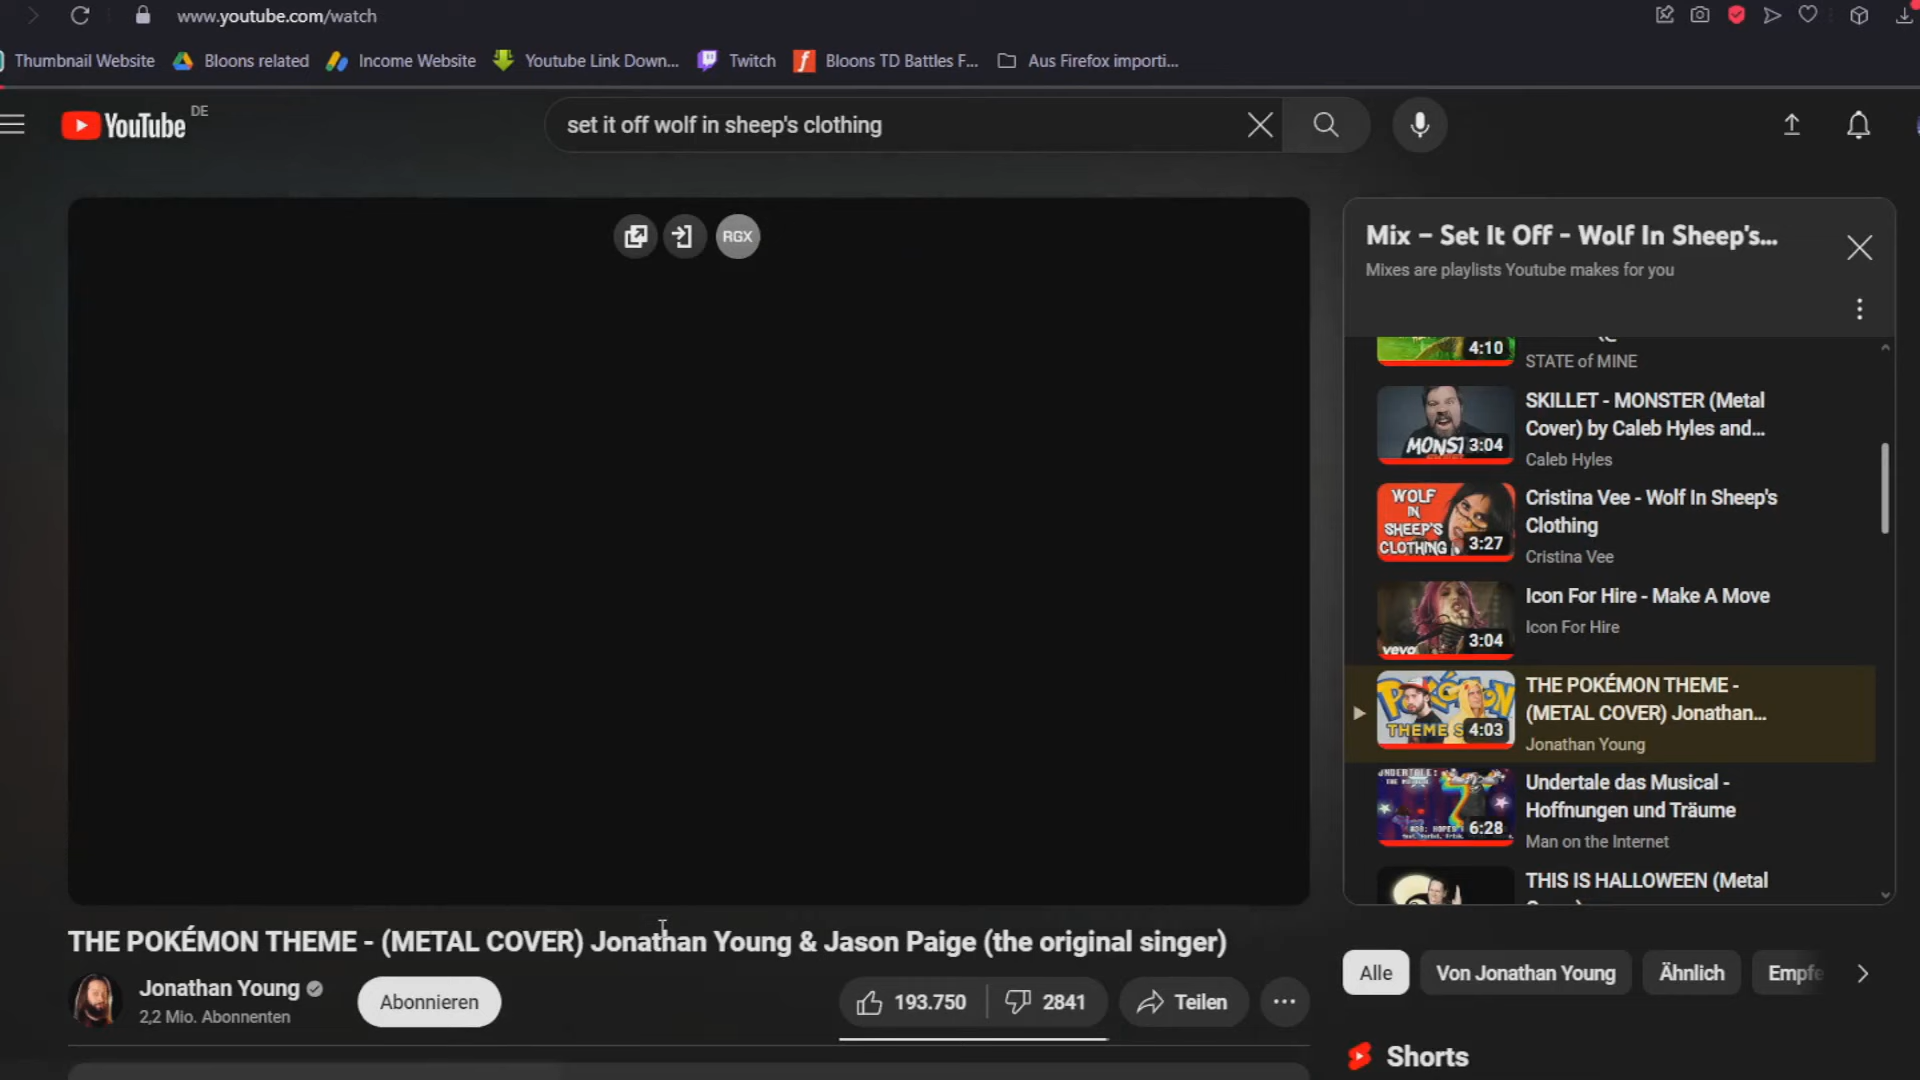 www.youtube.com/watch
Thumbnail Website
Bloons related
Income Website
Youtube Link Down...
Twitch
Bloons TD Battles F...
Aus Firefox importi...
YouTube DE
set it off wolf in sheep's clothing
RGX
Mix – Set It Off - Wolf In Sheep's...
Mixes are playlists Youtube makes for you
4:10
STATE of MINE
SKILLET - MONSTER (Metal
Cover) by Caleb Hyles and...
Caleb Hyles
3:04
WOLF
IN
SHEEP'S
CLOTHING
3:27
Cristina Vee - Wolf In Sheep's
Clothing
Cristina Vee
Icon For Hire - Make A Move
Icon For Hire
vevo
3:04
THE POKÉMON THEME -
(METAL COVER) Jonathan...
Jonathan Young
POKÉMON
THEME S
4:03
Undertale das Musical -
Hoffnungen und Träume
Man on the Internet
UNDERTALE:
6:28
THIS IS HALLOWEEN (Metal
THE POKÉMON THEME - (METAL COVER) Jonathan Young & Jason Paige (the original singer)
Jonathan Young
2,2 Mio. Abonnenten
Abonnieren
193.750
2841
Teilen
Alle
Von Jonathan Young
Ähnlich
Empfe
Shorts